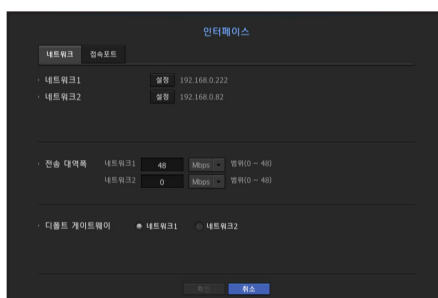 인터페이스
네트워크 접속포트
· 네트워크1 설정 192.168.0.222
· 네트워크2 설정 192.168.0.82
· 전송 대역폭 네트워크1 48 Mbps 범위(0 ~ 48)
네트워크2 0 Mbps 범위(0 ~ 48)
· 디폴트 게이트웨이 네트워크1 네트워크2
확인 취소